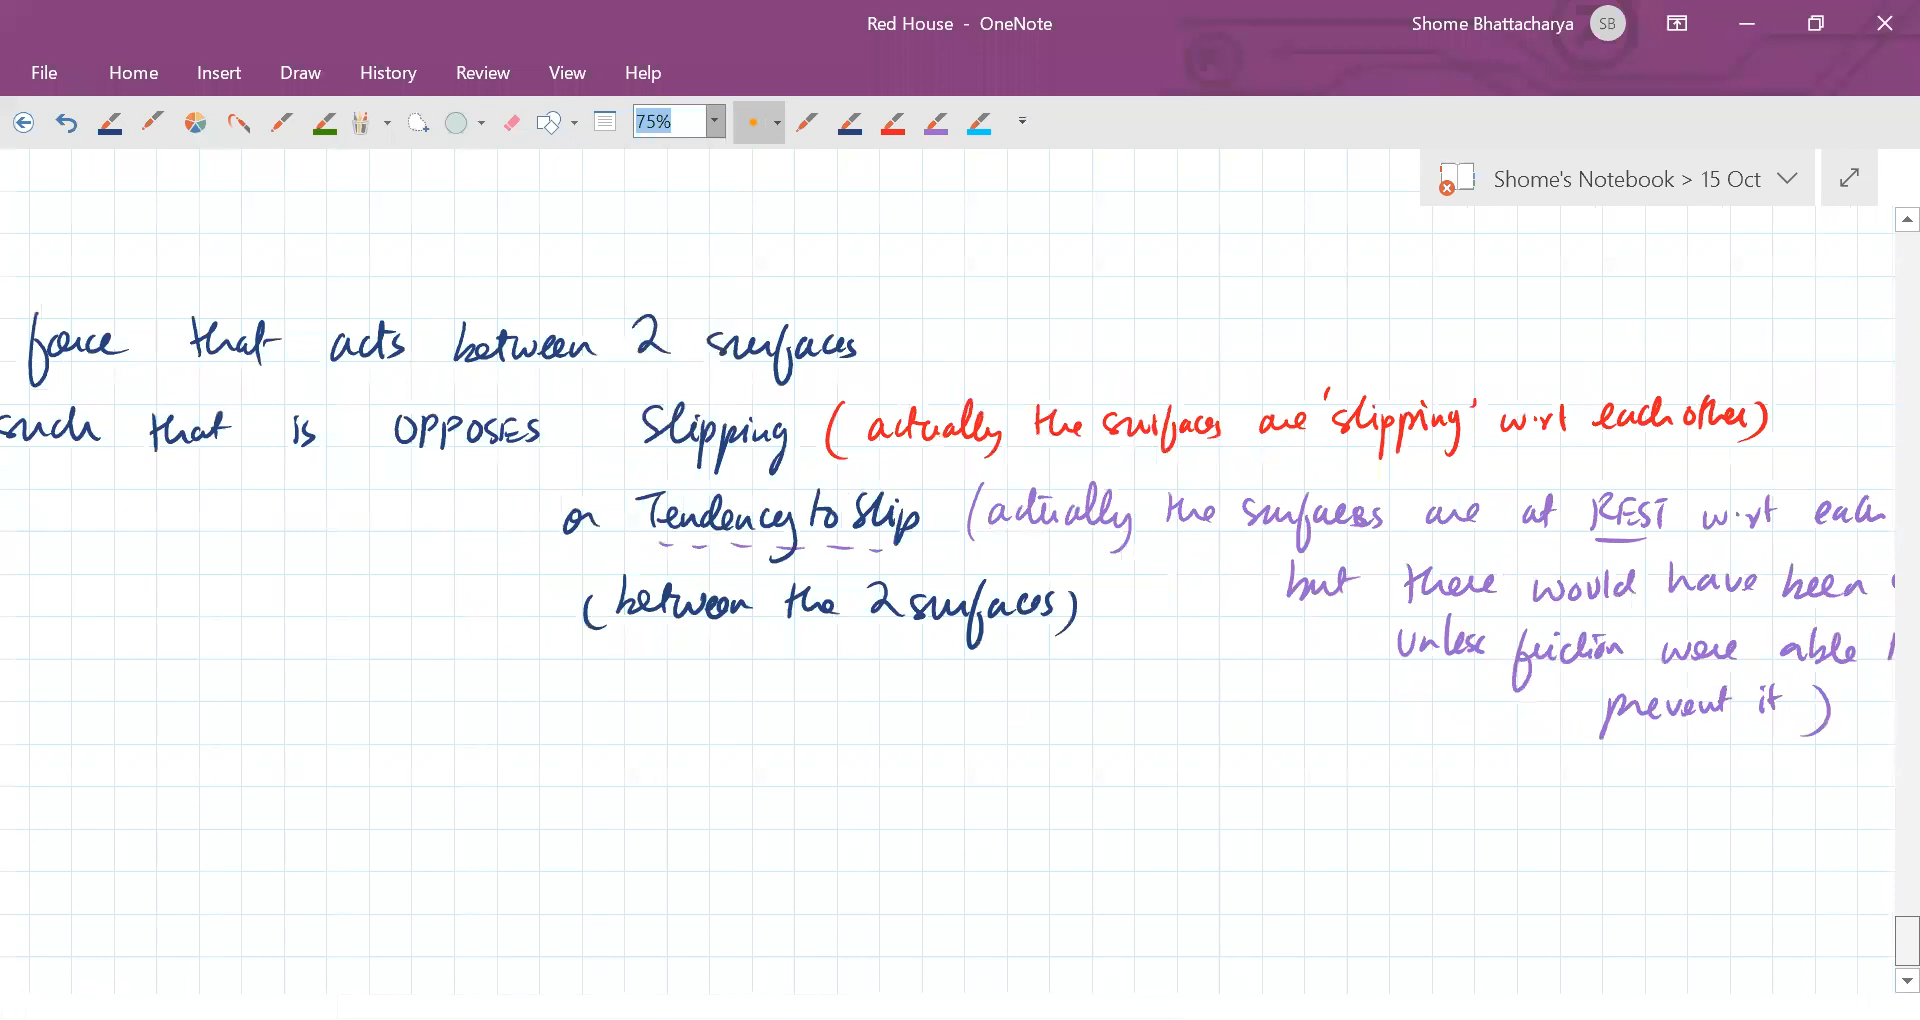 Red House - OneNote
Shome Bhattacharya SB
File Home Insert Draw History Review View Help
75%
Shome's Notebook > 15 Oct
force that acts between 2 surfaces
such that is OPPOSES Slipping (actually the surfaces are 'slipping' w.r.t each other)
or Tendency to slip (actually the surfaces are at REST w.r.t each
(between the 2 surfaces) but there would have been
unless friction were able
prevent it)